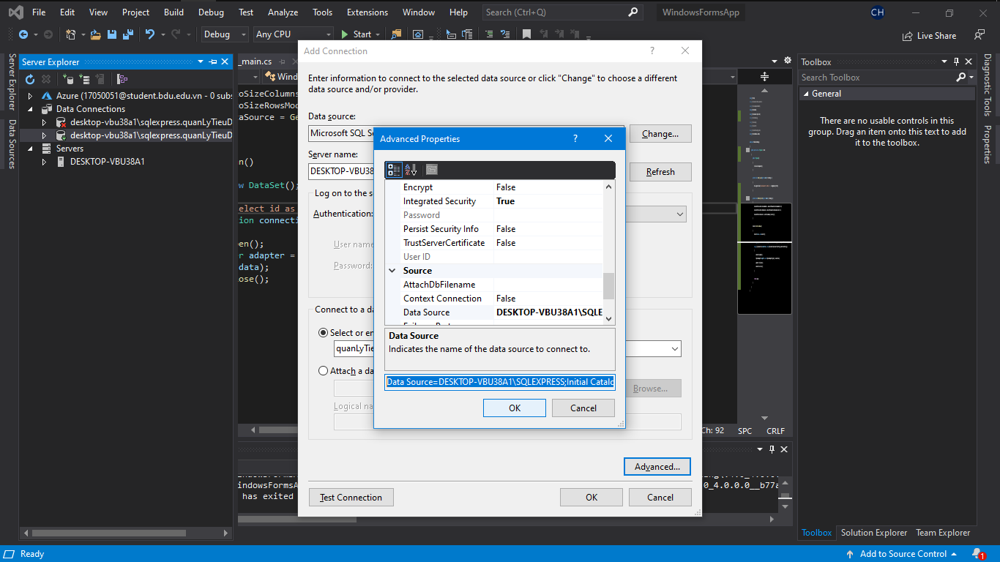 File Edit View Project Build Debug Test Analyze Tools Extensions Window Help Search (Ctrl+Q) WindowsFormsApp CH
Debug Any CPU Start Live Share
Server Explorer
Data Sources
Server Explorer
Azure (17050051@student.bdu.edu.vn - 0 subs
Data Connections
desktop-vbu38a1\sqlexpress.quanLyTieuD
desktop-vbu38a1\sqlexpress.quanLyTieuD
Servers
DESKTOP-VBU38A1
_main.cs
Wind
oSizeColumns
oSizeRowsMod
aSource = Ge
n()
w DataSet();
elect id as
ion connecti
pen();
r adapter =
data);
ose();
Add Connection ?
Enter information to connect to the selected data source or click "Change" to choose a different
data source and/or provider.
Data source:
Microsoft SQL Se
Change...
Server name:
DESKTOP-VBU38
Refresh
Log on to the s
Authentication:
User name
Password:
Connect to a da
Select or en
quanLyTie
Attach a da
Browse...
Logical na
Advanced...
Test Connection OK Cancel
Advanced Properties ?
Encrypt False
Integrated Security True
Password
Persist Security Info False
TrustServerCertificate False
User ID
Source
AttachDbFilename
Context Connection False
Data Source DESKTOP-VBU38A1\SQLE
Data Source
Indicates the name of the data source to connect to.
Data Source=DESKTOP-VBU38A1\SQLEXPRESS;Initial Catalo
OK Cancel
Ch: 92 SPC CRLF
indowsFormsA
0_4.0.0.0__b77a
has exited
Toolbox
Search Toolbox
General
There are no usable controls in this
group. Drag an item onto this text to add
it to the toolbox.
Diagnostic Tools
Properties
Toolbox Solution Explorer Team Explorer
Ready Add to Source Control 1